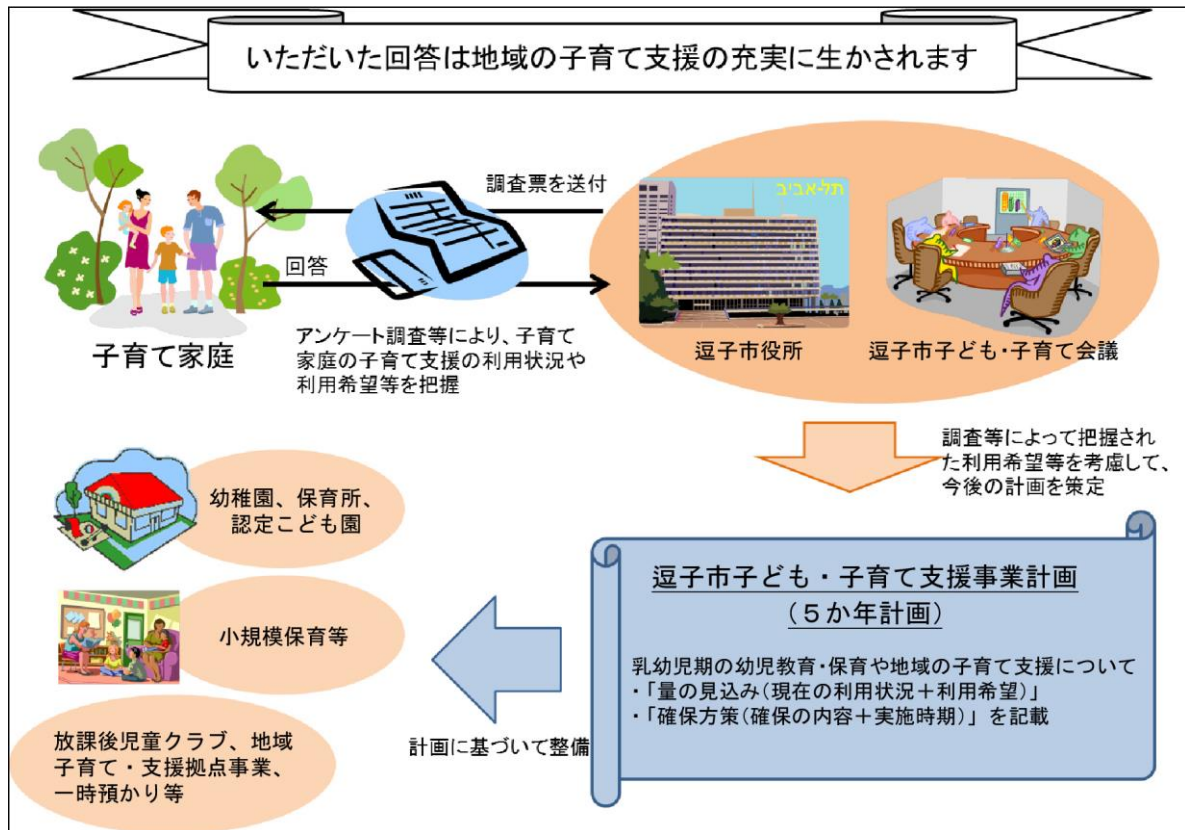 いただいた回答は地域の子育て支援の充実に生かされます
調査票を送付
回答
子育て家庭
アンケート調査等により、子育て
家庭の子育て支援の利用状況や
利用希望等を把握
תל-אביב
逗子市役所
逗子市子ども・子育て会議
調査等によって把握され
た利用希望等を考慮して、
今後の計画を策定
逗子市子ども・子育て支援事業計画
(5か年計画)
乳幼児期の幼児教育・保育や地域の子育て支援について
・「量の見込み(現在の利用状況+利用希望)」
・「確保方策(確保の内容+実施時期)」を記載
計画に基づいて整備
幼稚園、保育所、
認定こども園
小規模保育等
放課後児童クラブ、地域
子育て・支援拠点事業、
一時預かり等